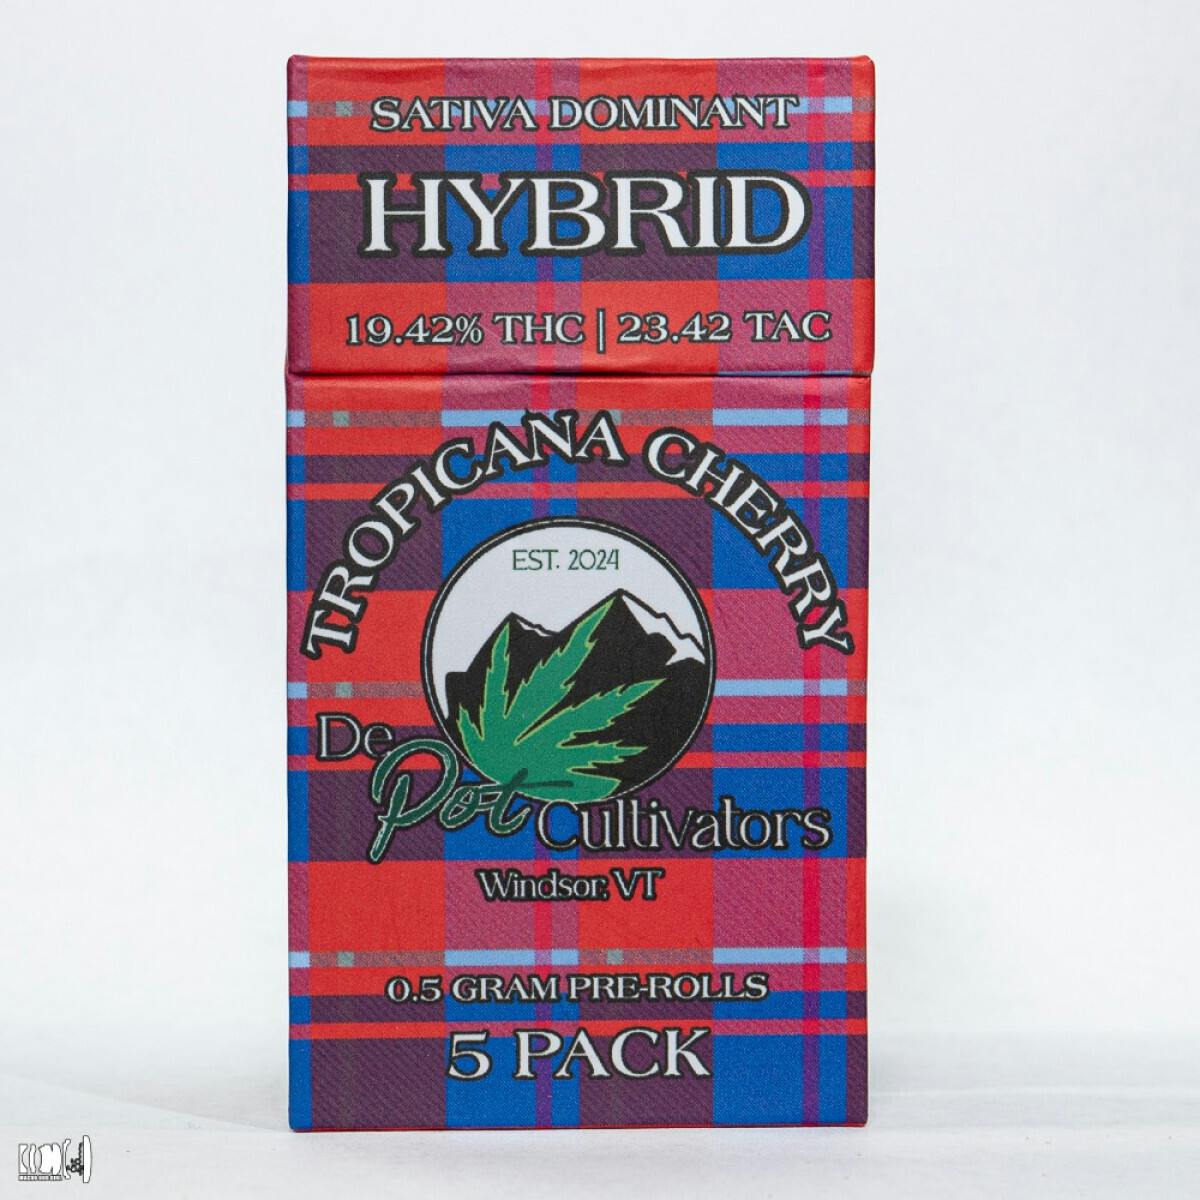 SATIVA DOMINANT
HYBRID
19.42% THC | 23.42 TAC
TROPICANA CHERRY
EST. 2024
De
Pot Cultivators
Windsor, VT
0.5 GRAM PRE-ROLLS
5 PACK